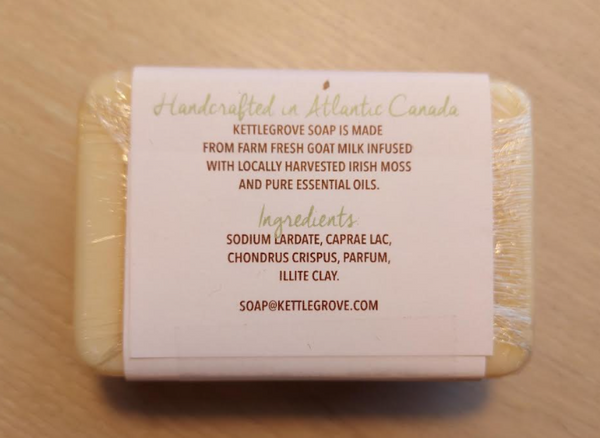 Handcrafted in Atlantic Canada
KETTLEGROVE SOAP IS MADE
FROM FARM FRESH GOAT MILK INFUSED
WITH LOCALLY HARVESTED IRISH MOSS
AND PURE ESSENTIAL OILS.
Ingredients
SODIUM LARDATE, CAPRAE LAC,
CHONDRUS CRISPUS, PARFUM,
ILLITE CLAY.
SOAP@KETTLEGROVE.COM